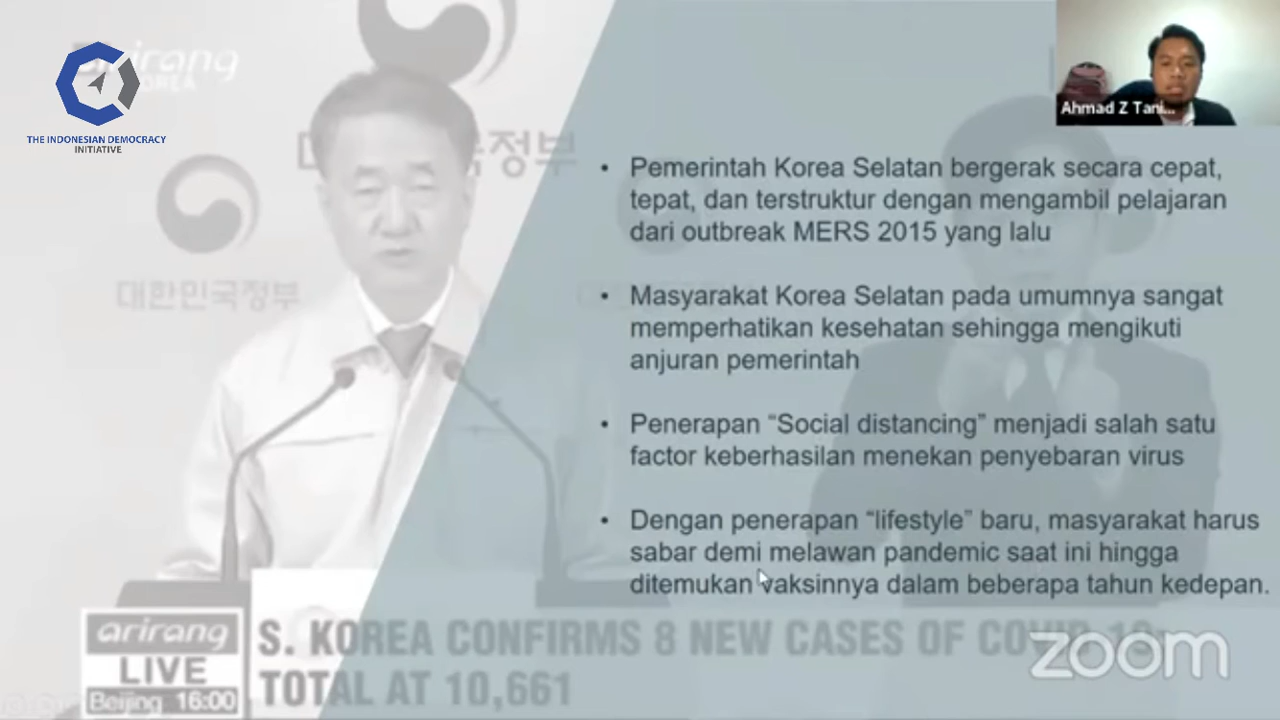 arirang
KOREA
THE INDONESIAN DEMOCRACY
INITIATIVE
Ahmad Z Tani...
정부
대한민국정부
• Pemerintah Korea Selatan bergerak secara cepat,
tepat, dan terstruktur dengan mengambil pelajaran
dari outbreak MERS 2015 yang lalu
• Masyarakat Korea Selatan pada umumnya sangat
memperhatikan kesehatan sehingga mengikuti
anjuran pemerintah
• Penerapan “Social distancing” menjadi salah satu
factor keberhasilan menekan penyebaran virus
• Dengan penerapan “lifestyle” baru, masyarakat harus
sabar demi melawan pandemic saat ini hingga
ditemukan vaksinnya dalam beberapa tahun kedepan.
arirang
LIVE
Beijing 16:00
S. KOREA CONFIRMS 8 NEW CASES OF COVID-19
TOTAL AT 10,661
zoom